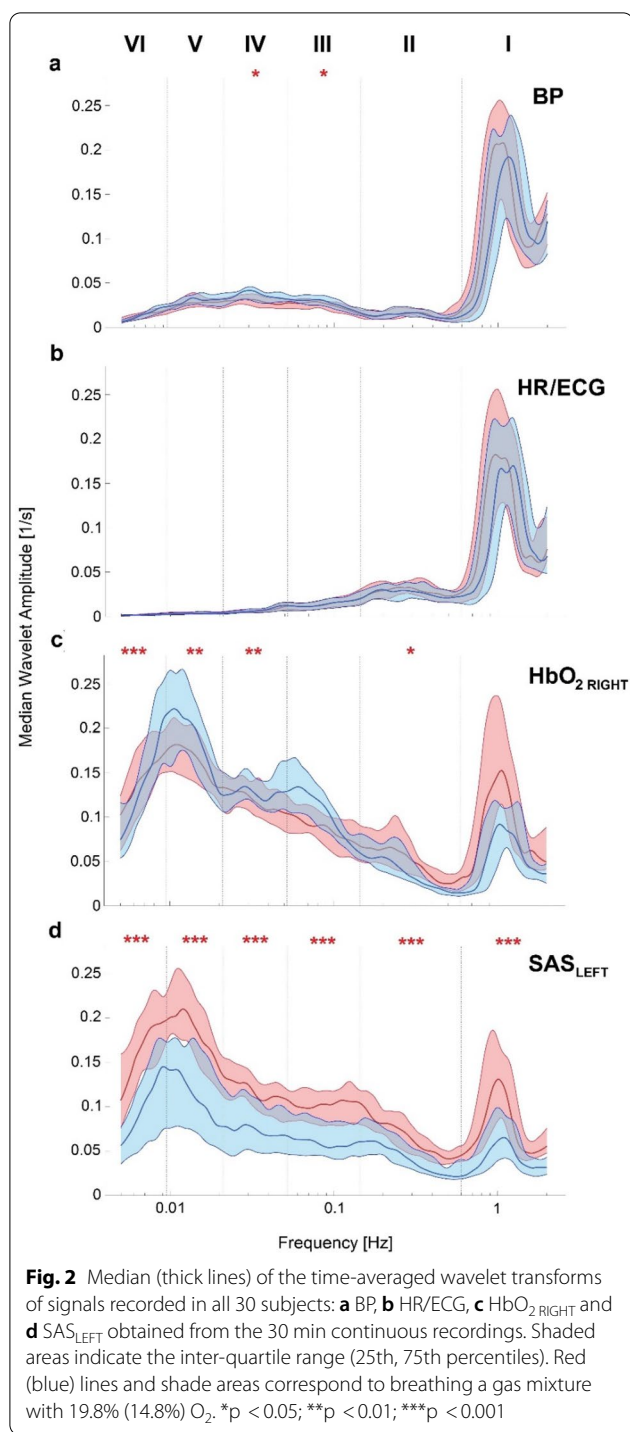 VI V IV III II I
a * * BP
0.25
0.2
0.15
0.1
0.05
0
b HR/ECG
0.25
0.2
0.15
0.1
0.05
0
Median Wavelet Amplitude [1/s]
c *** ** ** * HbO2 RIGHT
0.25
0.2
0.15
0.1
0.05
0
d *** *** *** *** *** *** SASLEFT
0.25
0.2
0.15
0.1
0.05
0
0.01 0.1 1
Frequency [Hz]
Fig. 2 Median (thick lines) of the time-averaged wavelet transforms
of signals recorded in all 30 subjects: a BP, b HR/ECG, c HbO2 RIGHT and
d SASLEFT obtained from the 30 min continuous recordings. Shaded
areas indicate the inter-quartile range (25th, 75th percentiles). Red
(blue) lines and shade areas correspond to breathing a gas mixture
with 19.8% (14.8%) O2. *p < 0.05; **p < 0.01; ***p < 0.001